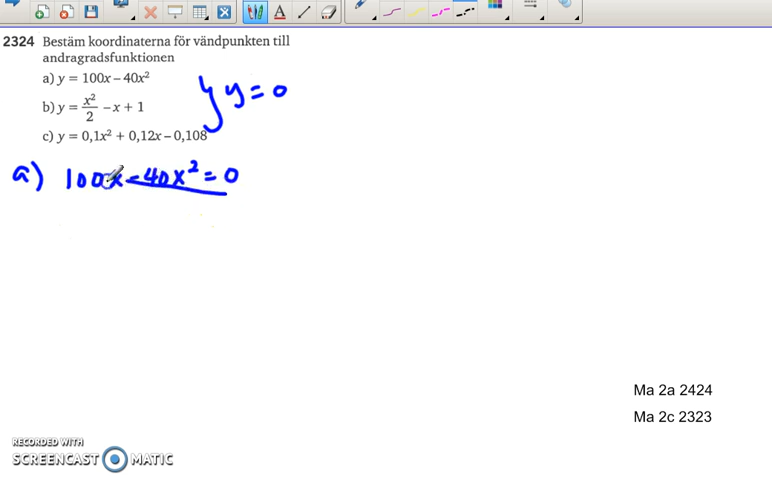 2324 Bestäm koordinaterna för vändpunkten till
andragradsfunktionen
a) y = 100x – 40x²
b) y = x²/2 – x + 1
c) y = 0,1x² + 0,12x – 0,108
y = 0
a) 100x – 40x² = 0
Ma 2a 2424
Ma 2c 2323
RECORDED WITH
SCREENCAST MATIC